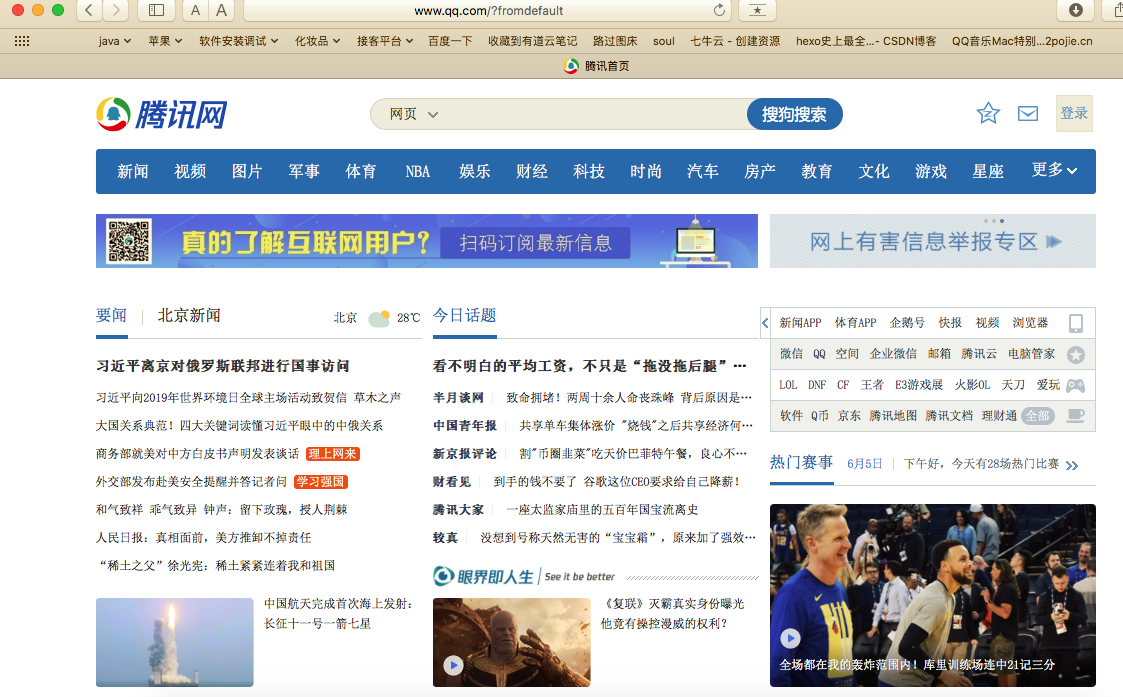 A A
www.qq.com/?fromdefault
java 苹果 软件安装调试 化妆品 接客平台 百度一下 收藏到有道云笔记 路过图床 soul 七牛云 - 创建资源 hexo史上最全...- CSDN博客 QQ音乐Mac特别...2pojie.cn
腾讯首页
腾讯网
网页
搜狗搜索
登录
新闻 视频 图片 军事 体育 NBA 娱乐 财经 科技 时尚 汽车 房产 教育 文化 游戏 星座 更多
真的了解互联网用户？ 扫码订阅最新信息
网上有害信息举报专区
要闻 北京新闻 北京 28℃
习近平离京对俄罗斯联邦进行国事访问
习近平向2019年世界环境日全球主场活动致贺信 草木之声
大国关系典范！四大关键词读懂习近平眼中的中俄关系
商务部就美对中方白皮书声明发表谈话 理上网来
外交部发布赴美安全提醒并答记者问 学习强国
和气致祥 乖气致异 钟声：留下玫瑰，授人荆棘
人民日报：真相面前，美方推卸不掉责任
“稀土之父”徐光宪：稀土紧紧连着我和祖国
中国航天完成首次海上发射：
长征十一号一箭七星
今日话题
看不明白的平均工资，不只是“拖没拖后腿”…
半月谈网 致命拥堵！两周十余人命丧珠峰 背后原因是…
中国青年报 共享单车集体涨价 "烧钱"之后共享经济何…
新京报评论 割"币圈韭菜"吃天价巴菲特午餐，良心不…
财看见 到手的钱不要了 谷歌这位CEO要求给自己降薪！
腾讯大家 一座太监家庙里的五百年国宝流离史
较真 没想到号称天然无害的“宝宝霜”，原来加了强效…
眼界即人生 See it be better
《复联》灭霸真实身份曝光
他竟有操控漫威的权利？
新闻APP 体育APP 企鹅号 快报 视频 浏览器
微信 QQ 空间 企业微信 邮箱 腾讯云 电脑管家
LOL DNF CF 王者 E3游戏展 火影OL 天刀 爱玩
软件 Q币 京东 腾讯地图 腾讯文档 理财通 全部
热门赛事 6月5日 下午好，今天有28场热门比赛
全场都在我的轰炸范围内！库里训练场连中21记三分